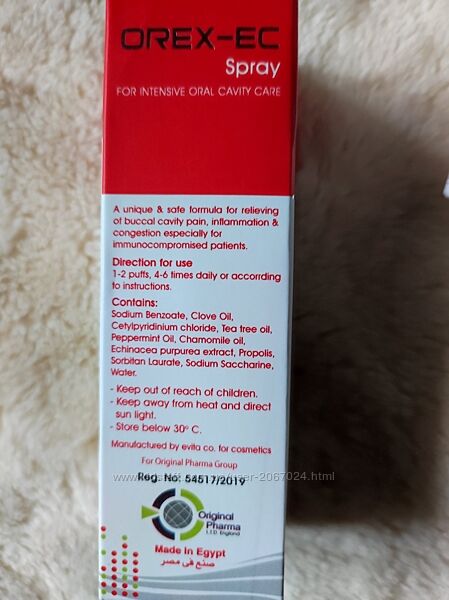 OREX-EC
Spray
FOR INTENSIVE ORAL CAVITY CARE
A unique & safe formula for relieving
of buccal cavity pain, inflammation &
congestion especially for
immunocompromised patients.
Direction for use
1-2 puffs, 4-6 times daily or accorrding
to instructions.
Contains:
Sodium Benzoate, Clove Oil,
Cetylpyridinium chloride, Tea tree oil,
Peppermint Oil, Chamomile oil,
Echinacea purpurea extract, Propolis,
Sorbitan Laurate, Sodium Saccharine,
Water.
- Keep out of reach of children.
- Keep away from heat and direct
sun light.
- Store below 30° C.
Manufactured by evita co. for cosmetics
For Original Pharma Group
Reg. No: 54517/2019
Original
Pharma
L.T.D. England
Made In Egypt
صنع فى مصر